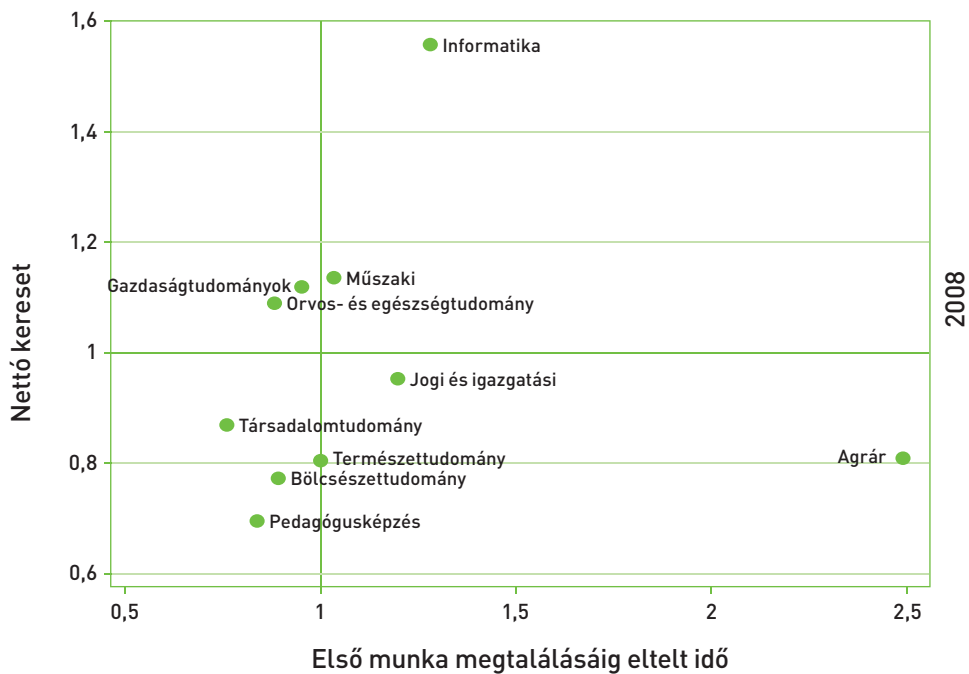 1,6
Informatika
1,4
1,2
Műszaki
Gazdaságtudományok
Orvos- és egészségtudomány
1
Jogi és igazgatási
Társadalomtudomány
Természettudomány
Agrár
0,8
Bölcsészettudomány
Pedagógusképzés
0,6
0,5
1
1,5
2
2,5
Nettó kereset
2008
Első munka megtalálásáig eltelt idő